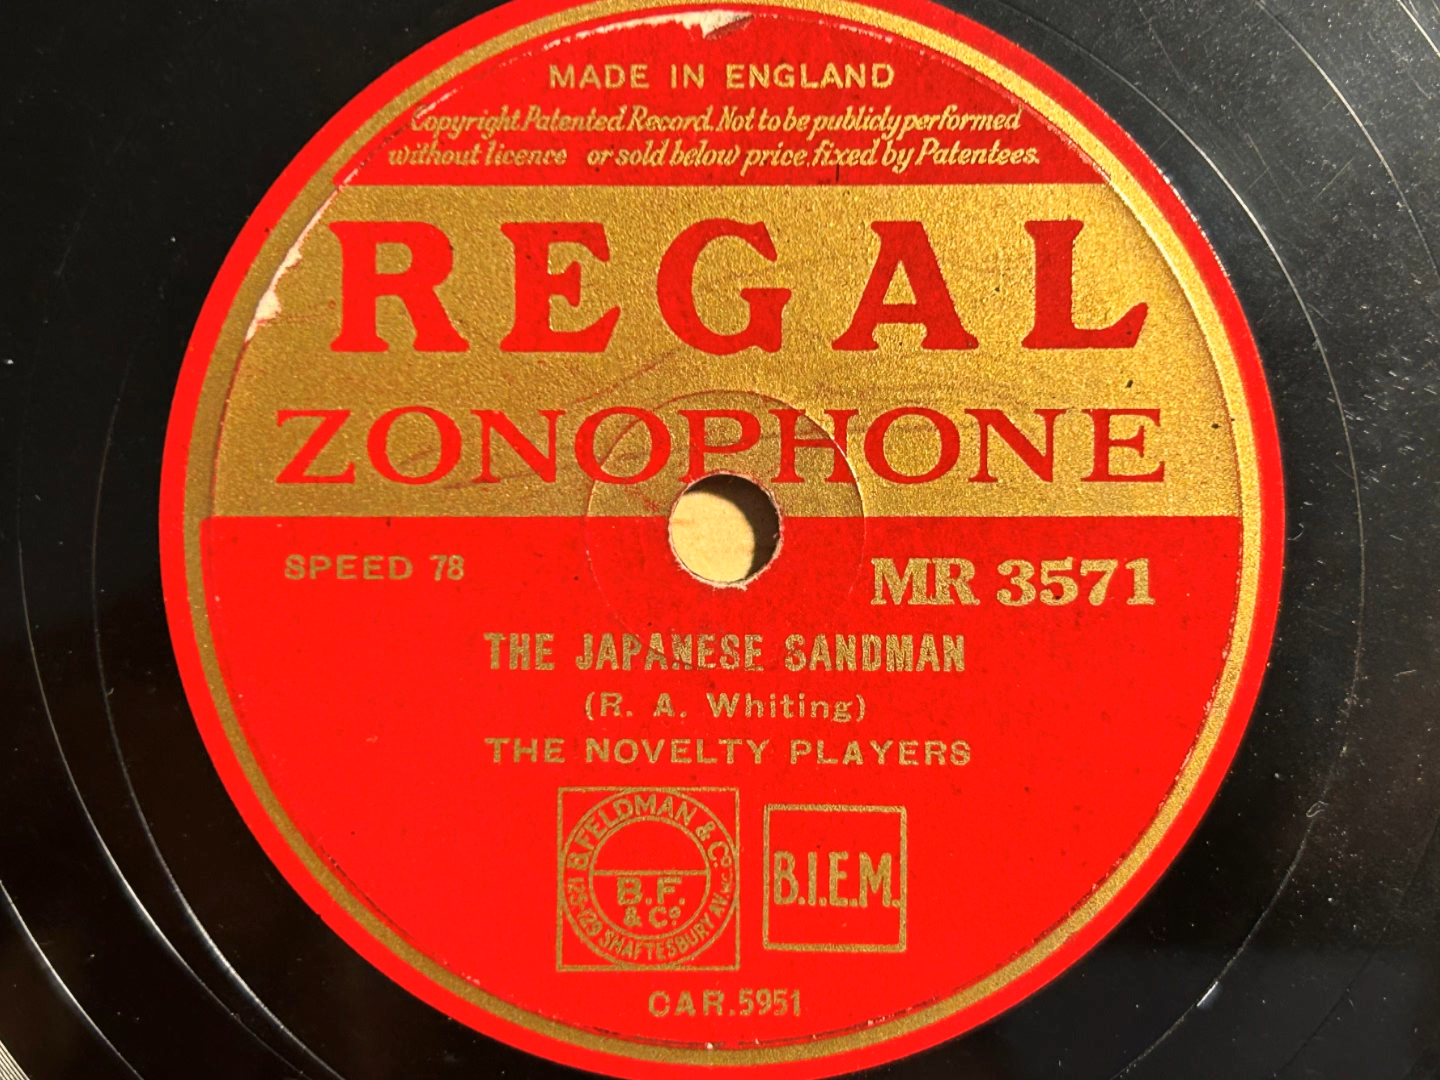 MADE IN ENGLAND
Copyright Patented Record. Not to be publicly performed
without licence or sold below price fixed by Patentees.
REGAL
ZONOPHONE
SPEED 78
MR 3571
THE JAPANESE SANDMAN
(R. A. Whiting)
THE NOVELTY PLAYERS
B. FELDMAN & Co
B.F.
& Co
125-129 SHAFTESBURY AV.
B.I.E.M.
CAR.5951